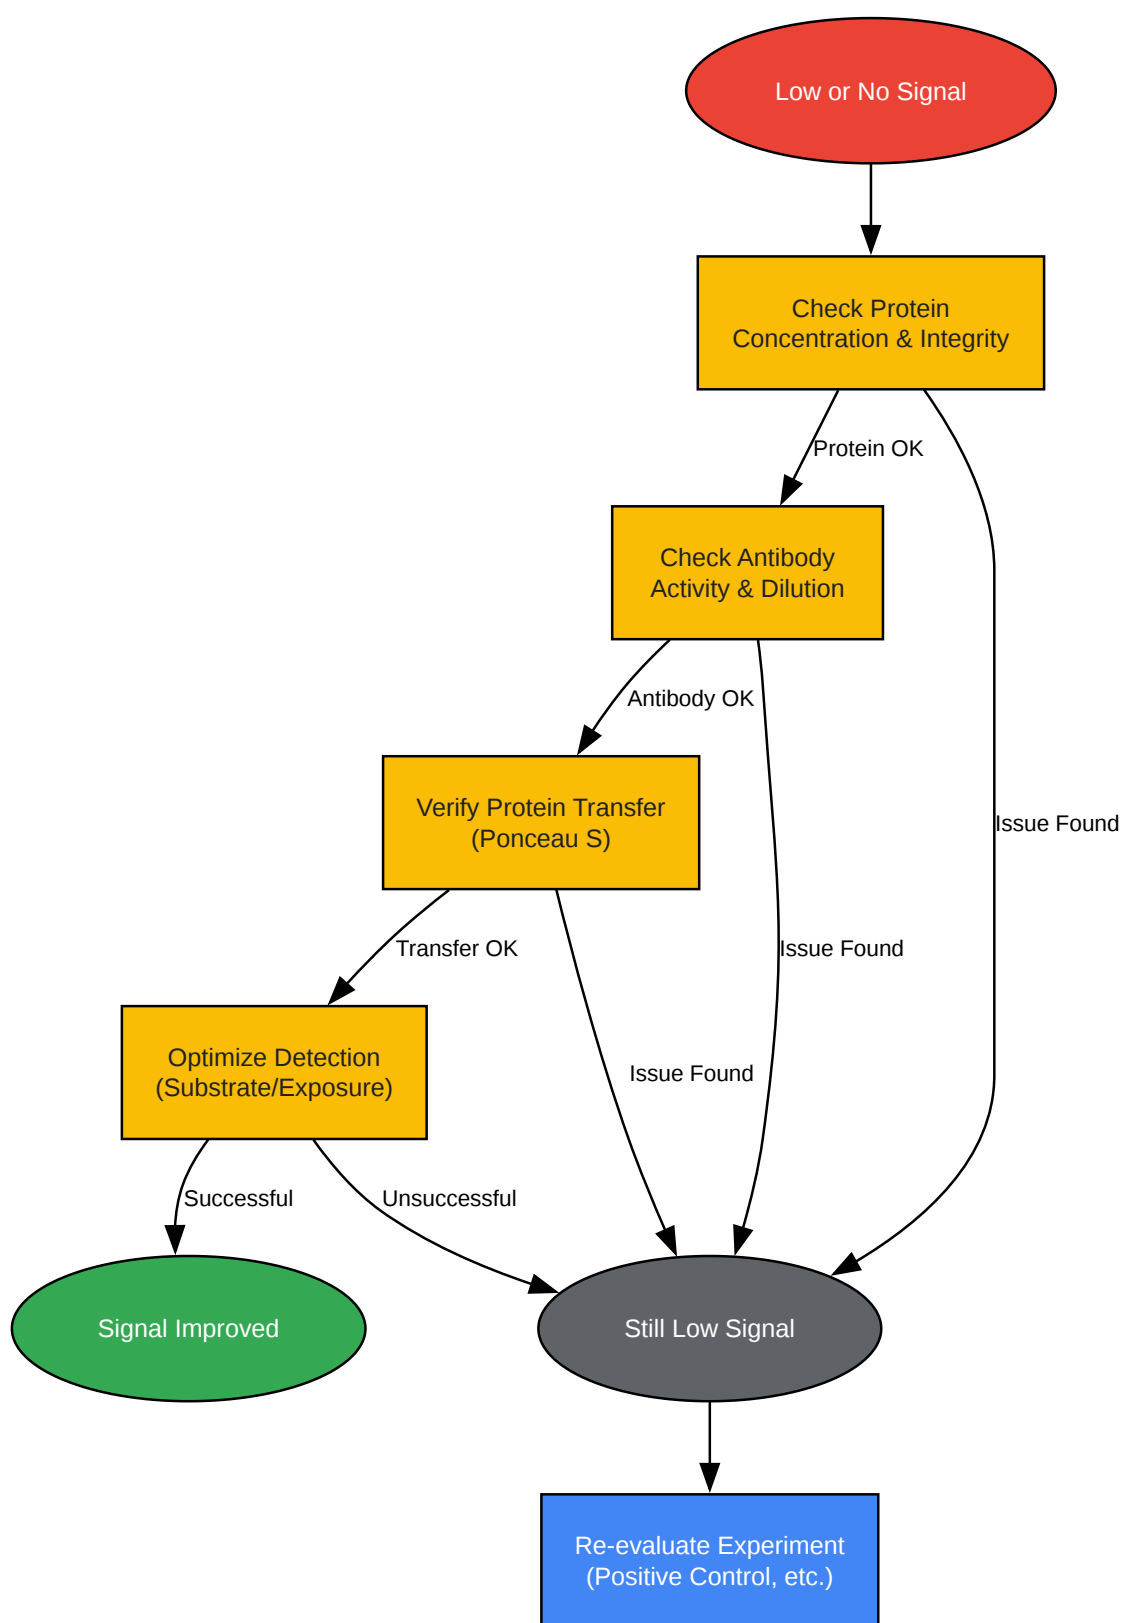 Low or No Signal
Check Protein
Concentration & Integrity
Protein OK
Check Antibody
Activity & Dilution
Antibody OK
Verify Protein Transfer
(Ponceau S)
Issue Found
Transfer OK
Issue Found
Optimize Detection
(Substrate/Exposure)
Issue Found
Successful
Unsuccessful
Signal Improved
Still Low Signal
Re-evaluate Experiment
(Positive Control, etc.)